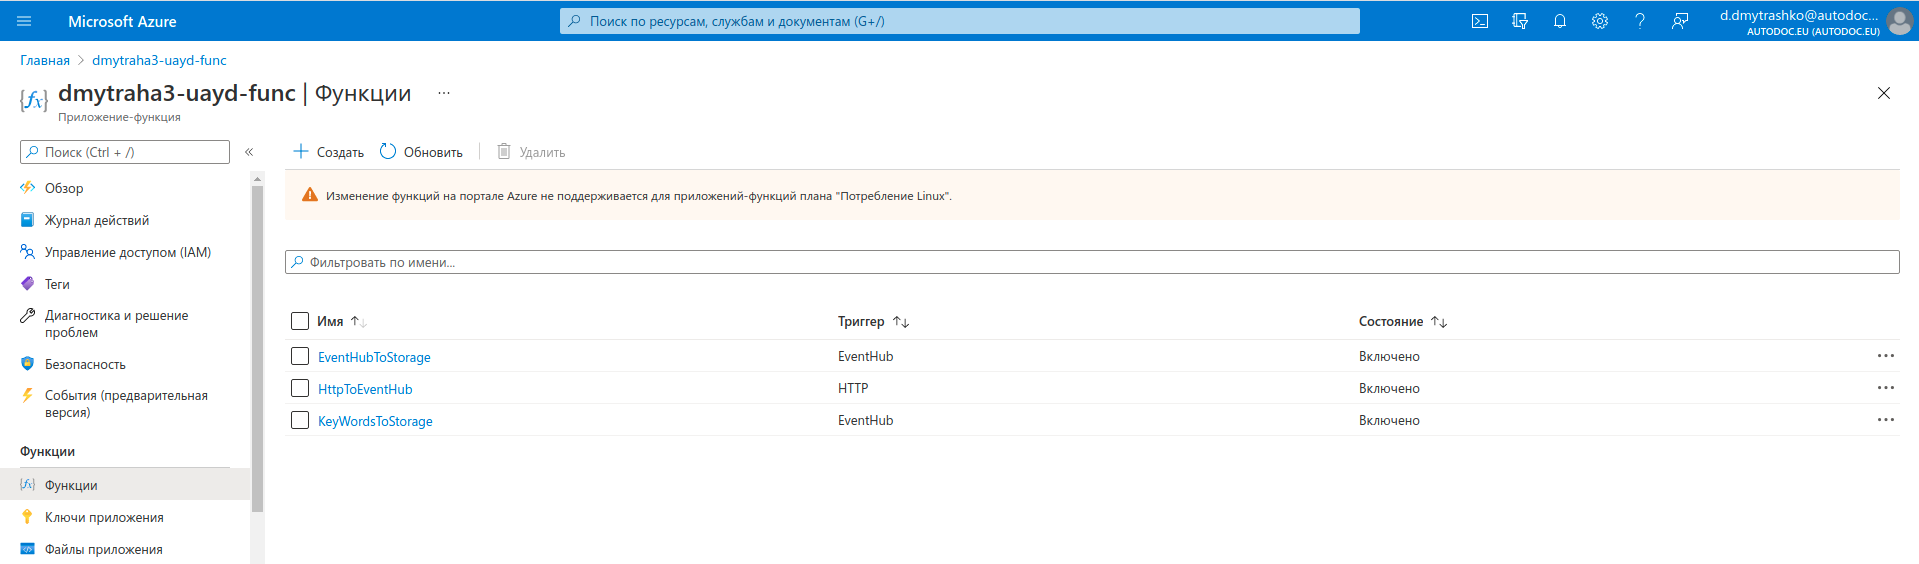 Microsoft Azure
Поиск по ресурсам, службам и документам (G+/)
d.dmytrashko@autodoc...
AUTODOC.EU (AUTODOC.EU)
Главная > dmytraha3-uayd-func
dmytraha3-uayd-func | Функции ...
Приложение-функция
Поиск (Ctrl + /)
«
Создать
Обновить
Удалить
Обзор
Журнал действий
Управление доступом (IAM)
Теги
Диагностика и решение
проблем
Безопасность
События (предварительная
версия)
Функции
Функции
Ключи приложения
Файлы приложения
Изменение функций на портале Azure не поддерживается для приложений-функций плана "Потребление Linux".
Фильтровать по имени...
Имя Триггер Состояние
EventHubToStorage EventHub Включено
HttpToEventHub HTTP Включено
KeyWordsToStorage EventHub Включено